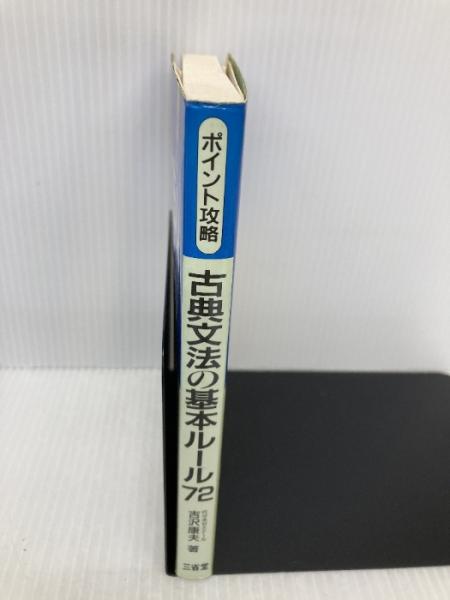 ポイント攻略
古典文法の基本ルール72
吉沢康夫 著
三省堂